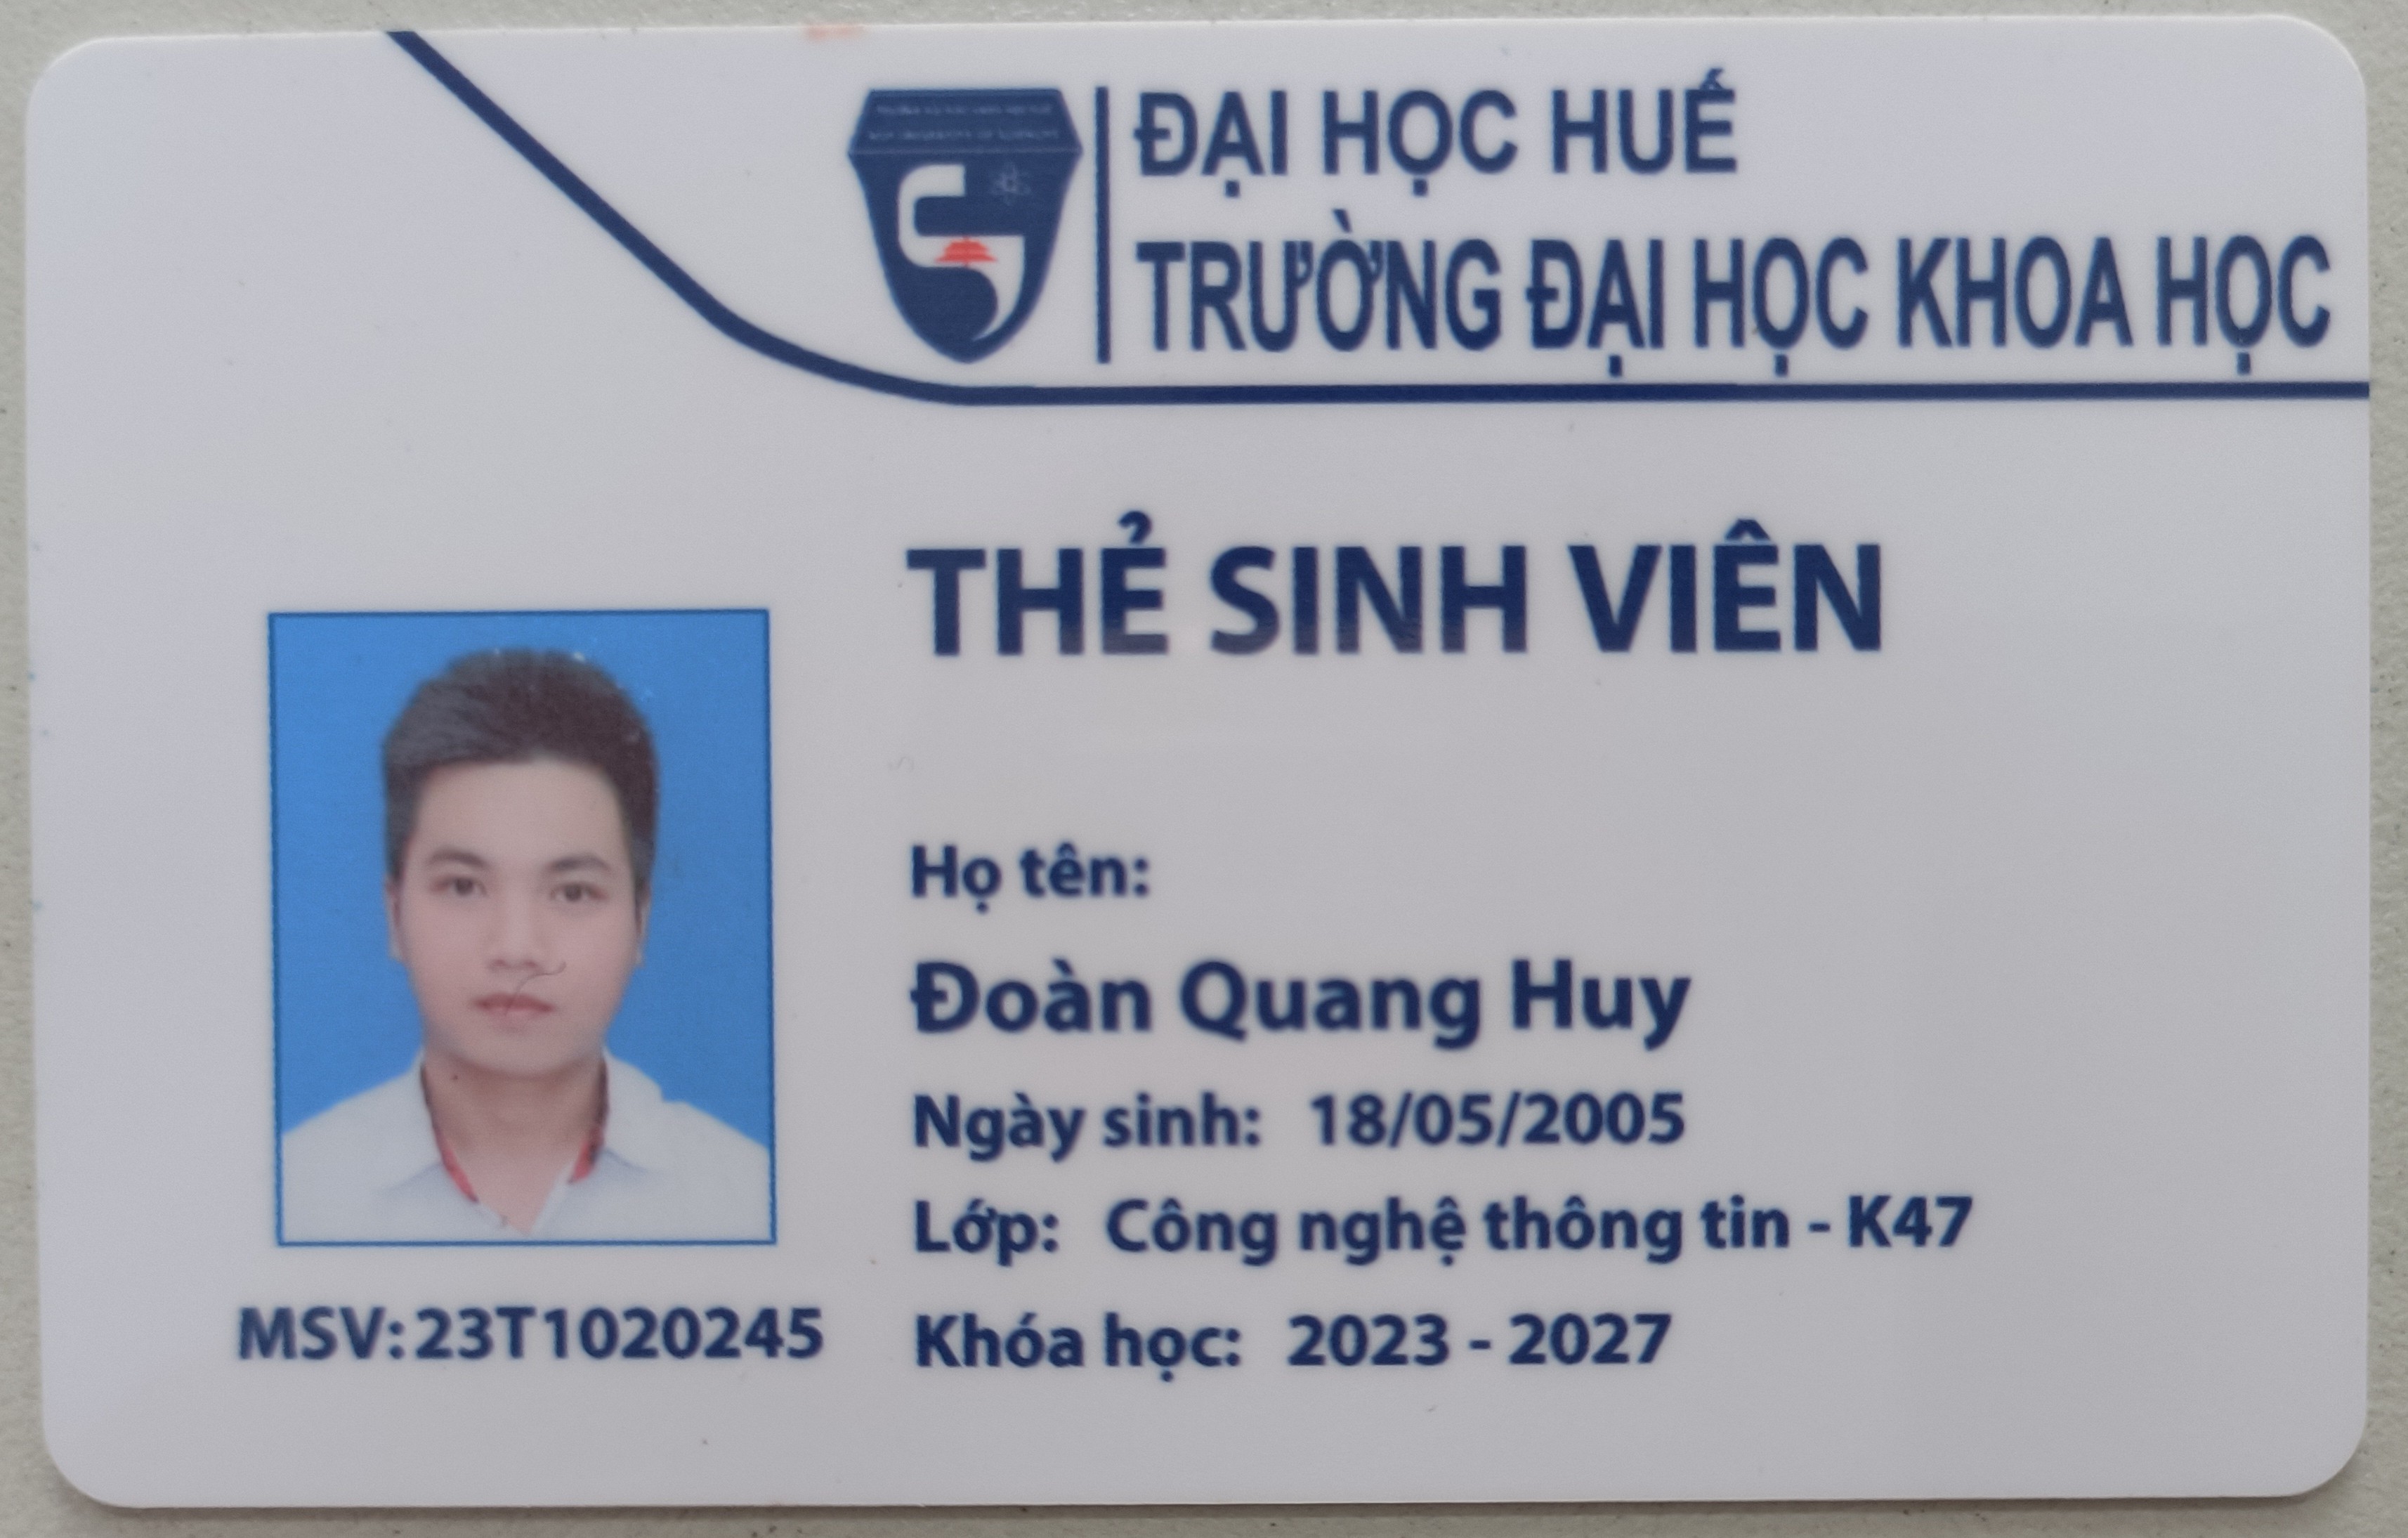 ĐẠI HỌC HUẾ
TRƯỜNG ĐẠI HỌC KHOA HỌC
THẺ SINH VIÊN
Họ tên:
Đoàn Quang Huy
Ngày sinh: 18/05/2005
Lớp: Công nghệ thông tin - K47
Khóa học: 2023 - 2027
MSV:23T1020245